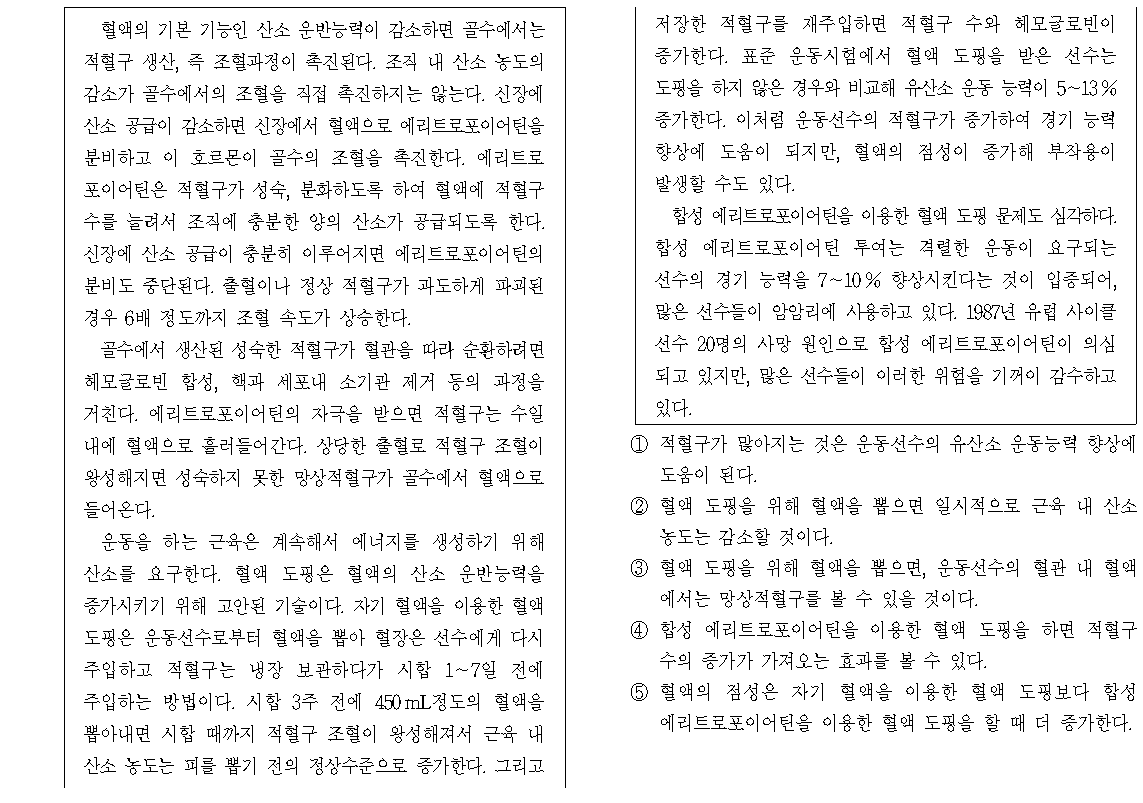 혈액의 기본 기능인 산소 운반능력이 감소하면 골수에서는
적혈구 생산, 즉 조혈과정이 촉진된다. 조직 내 산소 농도의
감소가 골수에서의 조혈을 직접 촉진하지는 않는다. 신장에
산소 공급이 감소하면 신장에서 혈액으로 에리트로포이어틴을
분비하고 이 호르몬이 골수의 조혈을 촉진한다. 에리트로
포이어틴은 적혈구가 성숙, 분화하도록 하여 혈액에 적혈구
수를 늘려서 조직에 충분한 양의 산소가 공급되도록 한다.
신장에 산소 공급이 충분히 이루어지면 에리트로포이어틴의
분비도 중단된다. 출혈이나 정상 적혈구가 과도하게 파괴된
경우 6배 정도까지 조혈 속도가 상승한다.
골수에서 생산된 성숙한 적혈구가 혈관을 따라 순환하려면
헤모글로빈 합성, 핵과 세포내 소기관 제거 등의 과정을
거친다. 에리트로포이어틴의 자극을 받으면 적혈구는 수일
내에 혈액으로 흘러들어간다. 상당한 출혈로 적혈구 조혈이
왕성해지면 성숙하지 못한 망상적혈구가 골수에서 혈액으로
들어온다.
운동을 하는 근육은 계속해서 에너지를 생성하기 위해
산소를 요구한다. 혈액 도핑은 혈액의 산소 운반능력을
증가시키기 위해 고안된 기술이다. 자기 혈액을 이용한 혈액
도핑은 운동선수로부터 혈액을 뽑아 혈장은 선수에게 다시
주입하고 적혈구는 냉장 보관하다가 시합 1~7일 전에
주입하는 방법이다. 시합 3주 전에 450mL정도의 혈액을
뽑아내면 시합 때까지 적혈구 조혈이 왕성해져서 근육 내
산소 농도는 피를 뽑기 전의 정상수준으로 증가한다. 그리고
저장한 적혈구를 재주입하면 적혈구 수와 헤모글로빈이
증가한다. 표준 운동시험에서 혈액 도핑을 받은 선수는
도핑을 하지 않은 경우와 비교해 유산소 운동 능력이 5~13%
증가한다. 이처럼 운동선수의 적혈구가 증가하여 경기 능력
향상에 도움이 되지만, 혈액의 점성이 증가해 부작용이
발생할 수도 있다.
합성 에리트로포이어틴을 이용한 혈액 도핑 문제도 심각하다.
합성 에리트로포이어틴 투여는 격렬한 운동이 요구되는
선수의 경기 능력을 7~10% 향상시킨다는 것이 입증되어,
많은 선수들이 암암리에 사용하고 있다. 1987년 유럽 사이클
선수 20명의 사망 원인으로 합성 에리트로포이어틴이 의심
되고 있지만, 많은 선수들이 이러한 위험을 기꺼이 감수하고
있다.
① 적혈구가 많아지는 것은 운동선수의 유산소 운동능력 향상에
도움이 된다.
② 혈액 도핑을 위해 혈액을 뽑으면 일시적으로 근육 내 산소
농도는 감소할 것이다.
③ 혈액 도핑을 위해 혈액을 뽑으면, 운동선수의 혈관 내 혈액
에서는 망상적혈구를 볼 수 있을 것이다.
④ 합성 에리트로포이어틴을 이용한 혈액 도핑을 하면 적혈구
수의 증가가 가져오는 효과를 볼 수 있다.
⑤ 혈액의 점성은 자기 혈액을 이용한 혈액 도핑보다 합성
에리트로포이어틴을 이용한 혈액 도핑을 할 때 더 증가한다.